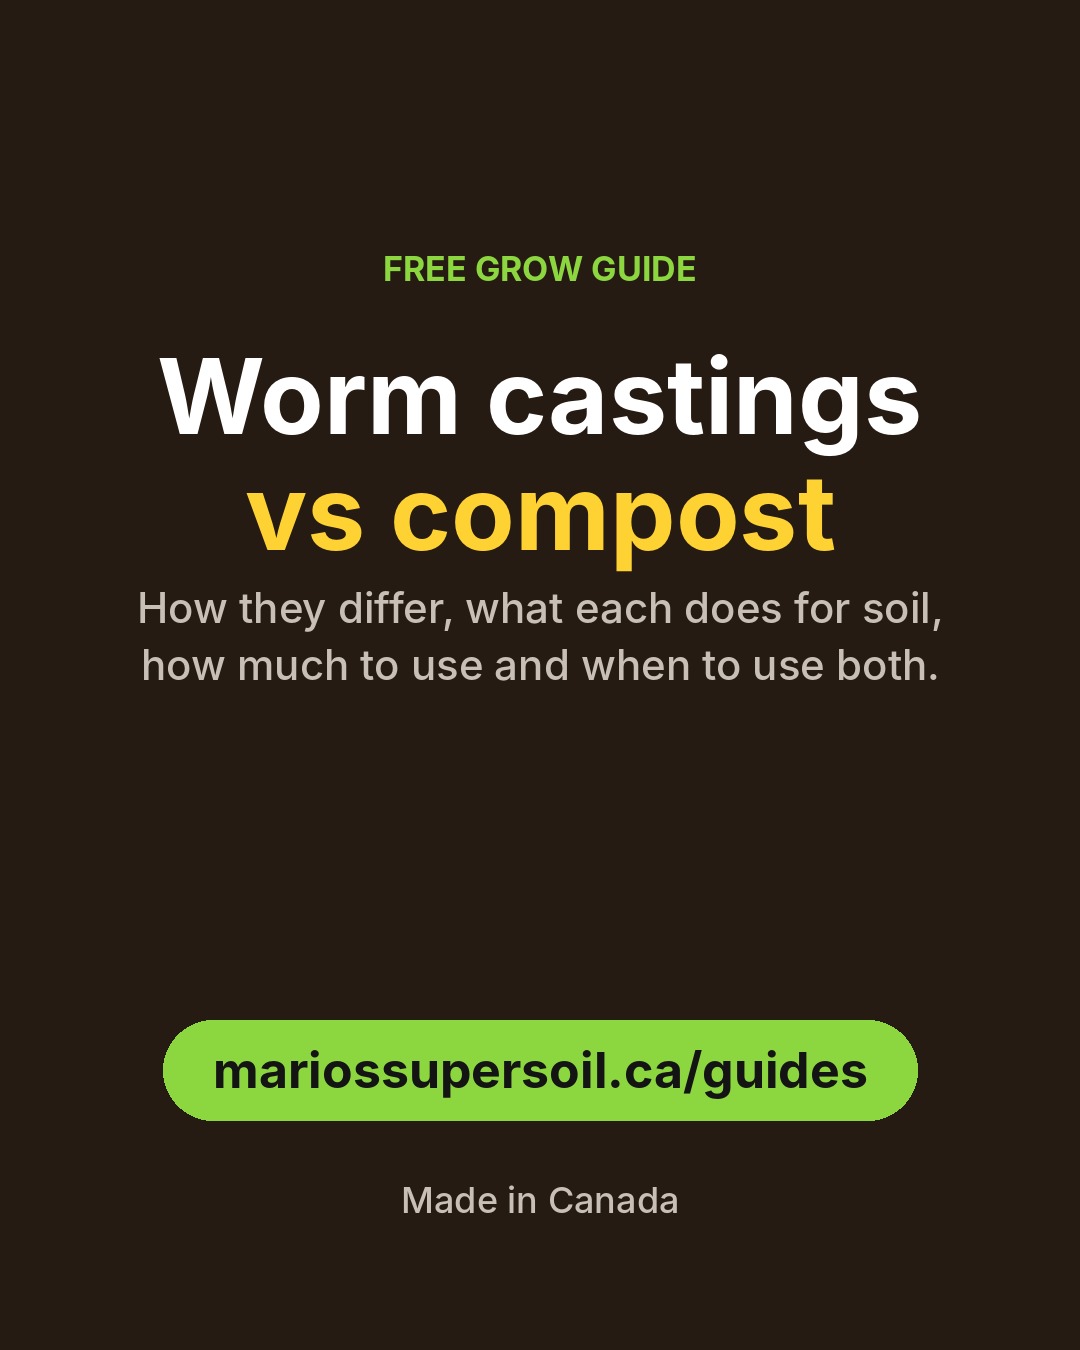 FREE GROW GUIDE
Worm castings
vs compost
How they differ, what each does for soil,
how much to use and when to use both.
mariossupersoil.ca/guides
Made in Canada